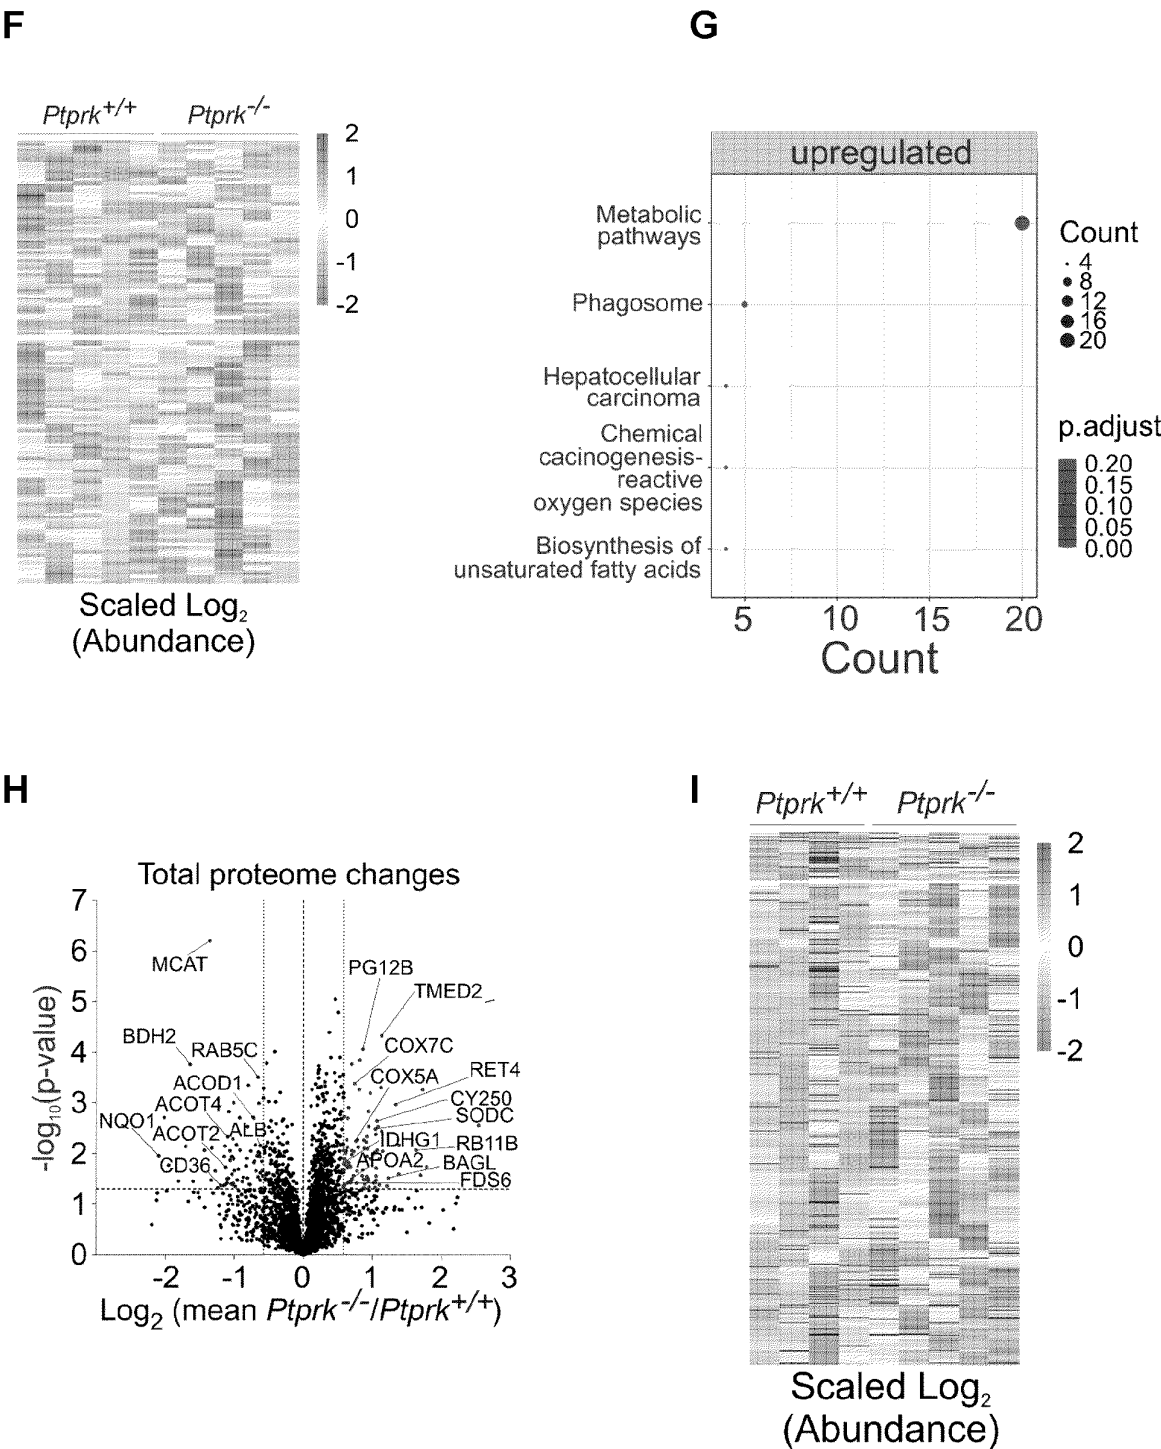 F
Ptprk+/+
Ptprk-/-
2
1
0
-1
-2
Scaled Log2
(Abundance)
G
upregulated
Metabolic
pathways
Phagosome
Hepatocellular
carcinoma
Chemical
cacinogenesis-
reactive
oxygen species
Biosynthesis of
unsaturated fatty acids
5
10
15
20
Count
Count
4
8
12
16
20
p.adjust
0.20
0.15
0.10
0.05
0.00
H
Total proteome changes
7
6
5
4
3
2
1
0
-log10(p-value)
MCAT
BDH2
RAB5C
ACOD1
ACOT4
NQO1
ACOT2
ALB
CD36
PG12B
TMED2
COX7C
COX5A
RET4
CY250
SODC
IDHG1
RB11B
APOA2
BAGL
FDS6
-2
-1
0
1
2
3
Log2 (mean Ptprk-/-/Ptprk+/+)
I
Ptprk+/+
Ptprk-/-
2
1
0
-1
-2
Scaled Log2
(Abundance)